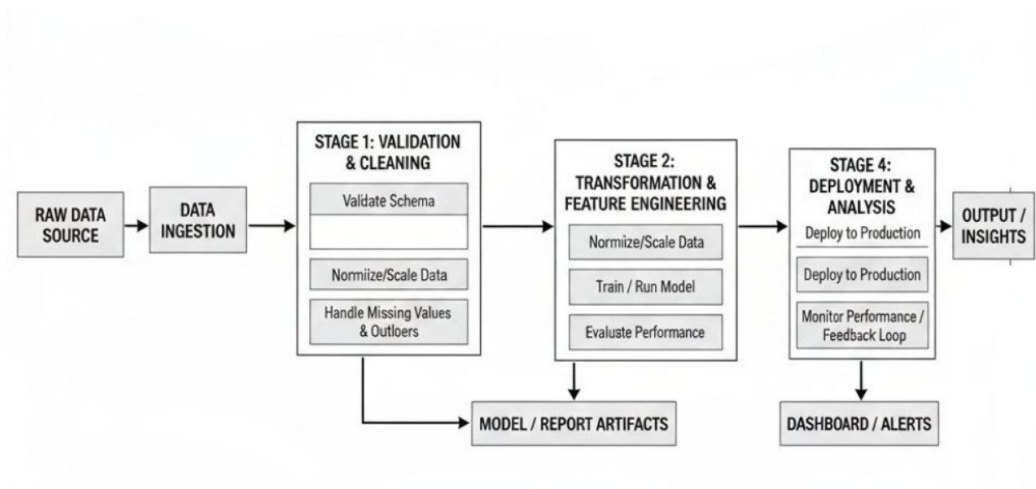 RAW DATA
SOURCE
DATA
INGESTION
STAGE 1: VALIDATION
& CLEANING
Validate Schema
Normiize/Scale Data
Handle Missing Values
& Outloers
STAGE 2:
TRANSFORMATION &
FEATURE ENGINEERING
Normiize/Scale Data
Train / Run Model
Evaluste Performance
STAGE 4:
DEPLOYMENT &
ANALYSIS
Deploy to Production
Deploy to Production
Monitor Performance /
Feedback Loop
OUTPUT /
INSIGHTS
MODEL / REPORT ARTIFACTS
DASHBOARD / ALERTS